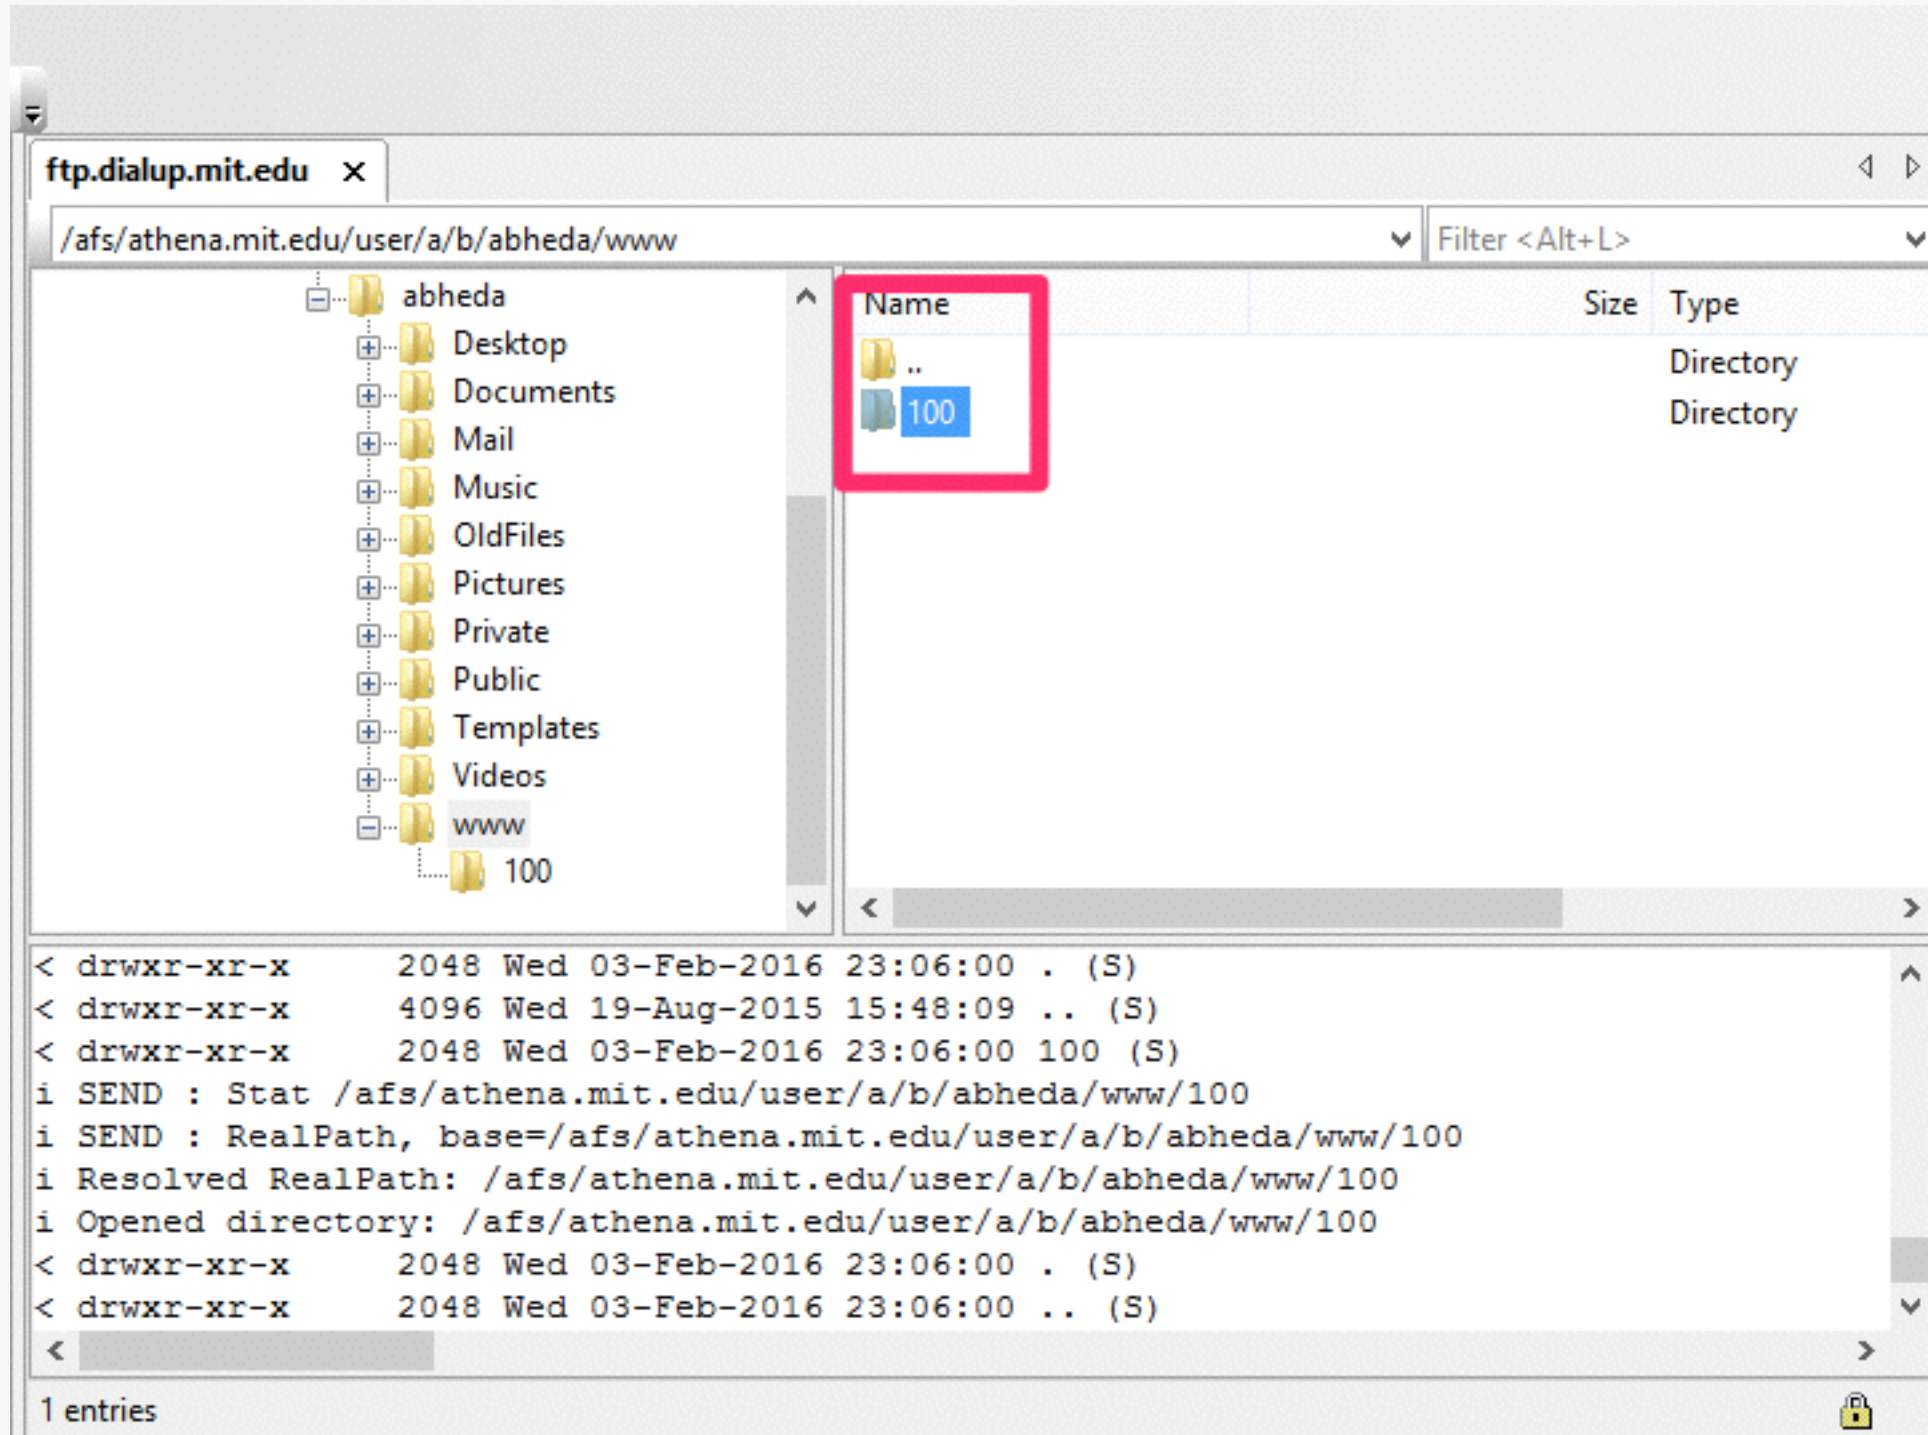 ftp.dialup.mit.edu x
/afs/athena.mit.edu/user/a/b/abheda/www
Filter <Alt+L>
abheda
Desktop
Documents
Mail
Music
OldFiles
Pictures
Private
Public
Templates
Videos
www
100
Name Size Type
.. Directory
100 Directory
< drwxr-xr-x 2048 Wed 03-Feb-2016 23:06:00 . (S)
< drwxr-xr-x 4096 Wed 19-Aug-2015 15:48:09 .. (S)
< drwxr-xr-x 2048 Wed 03-Feb-2016 23:06:00 100 (S)
i SEND : Stat /afs/athena.mit.edu/user/a/b/abheda/www/100
i SEND : RealPath, base=/afs/athena.mit.edu/user/a/b/abheda/www/100
i Resolved RealPath: /afs/athena.mit.edu/user/a/b/abheda/www/100
i Opened directory: /afs/athena.mit.edu/user/a/b/abheda/www/100
< drwxr-xr-x 2048 Wed 03-Feb-2016 23:06:00 . (S)
< drwxr-xr-x 2048 Wed 03-Feb-2016 23:06:00 .. (S)
1 entries